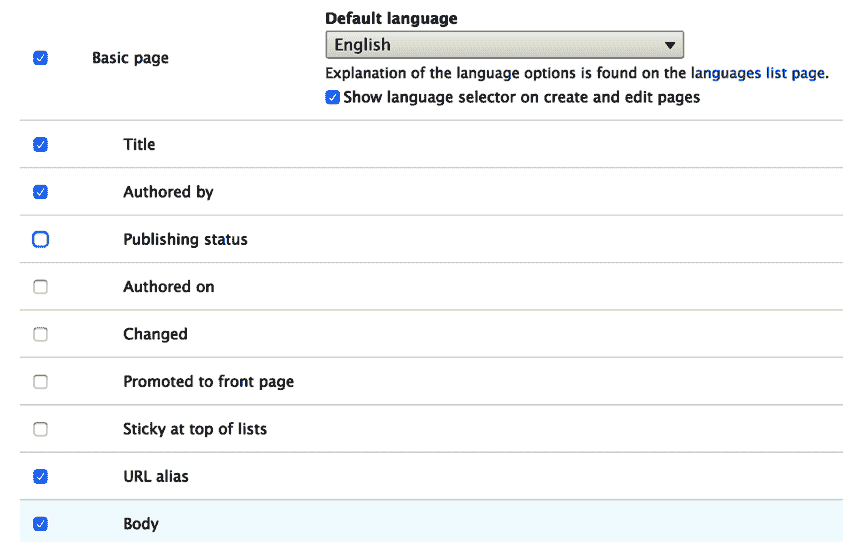 Default language
English
Basic page
Explanation of the language options is found on the languages list page.
Show language selector on create and edit pages
Title
Authored by
Publishing status
Authored on
Changed
Promoted to front page
Sticky at top of lists
URL alias
Body